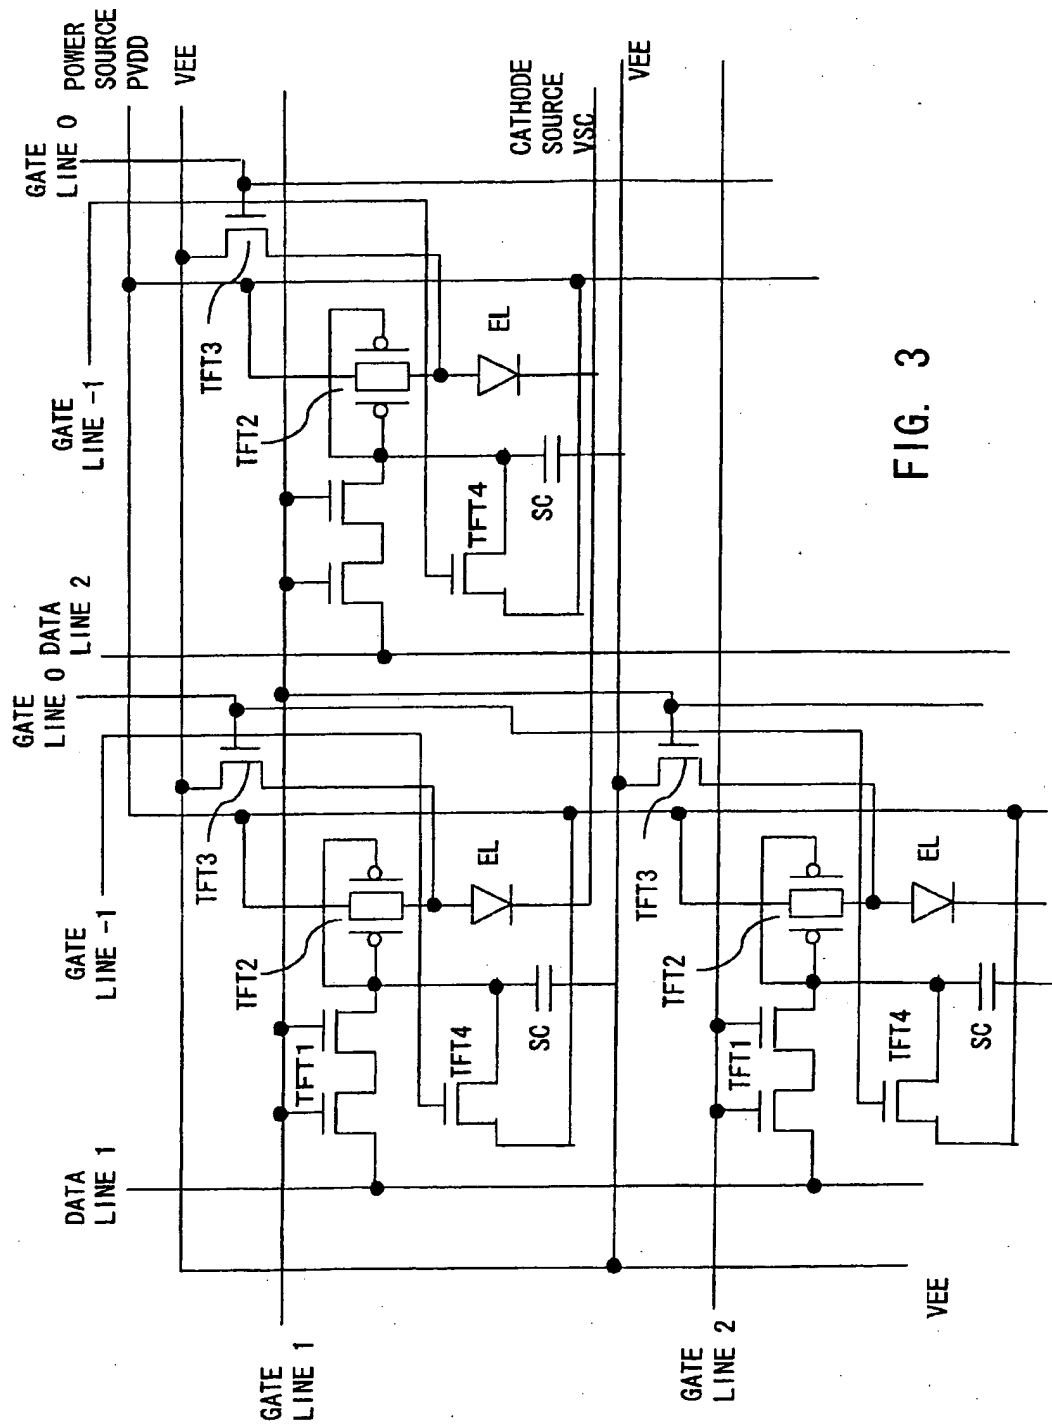 GATE
LINE 0
POWER
SOURCE
PVDD
VEE
GATE
LINE -1
TFT3
TFT2
EL
TFT4
SC
CATHODE
SOURCE
VSC
VEE
DATA
LINE 2
GATE
LINE 0
GATE
LINE -1
TFT3
TFT2
EL
TFT1
TFT4
SC
DATA
LINE 1
GATE
LINE 1
TFT3
TFT2
EL
TFT1
TFT4
SC
GATE
LINE 2
VEE
FIG. 3